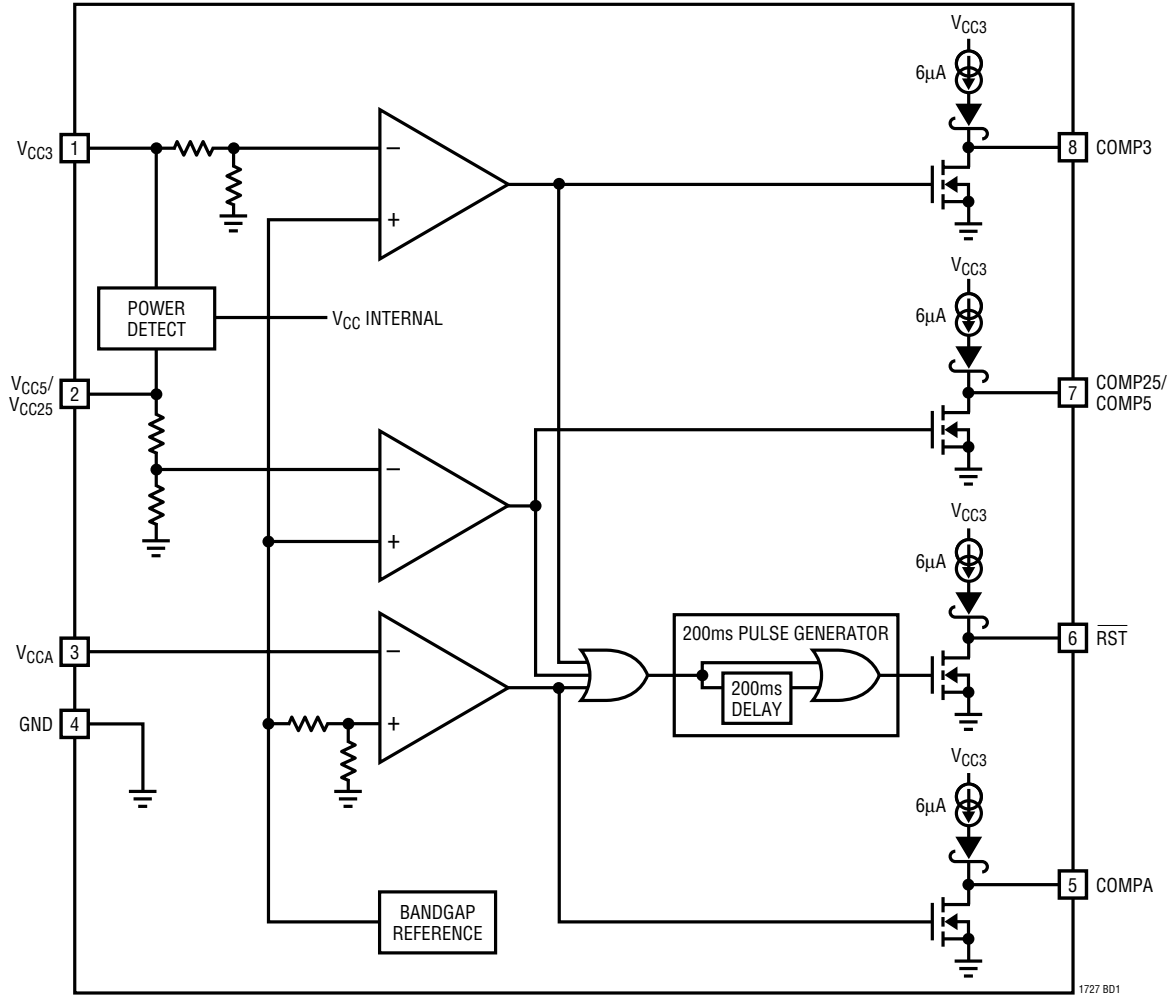 VCC3
6μA
VCC3
1
−
+
8
COMP3
POWER
DETECT
VCC INTERNAL
VCC3
6μA
VCC5/
VCC25
2
−
+
7
COMP25/
COMP5
VCC3
6μA
VCCA
3
−
+
200ms PULSE GENERATOR
200ms
DELAY
6
RST
GND
4
VCC3
6μA
BANDGAP
REFERENCE
5
COMPA
1727 BD1